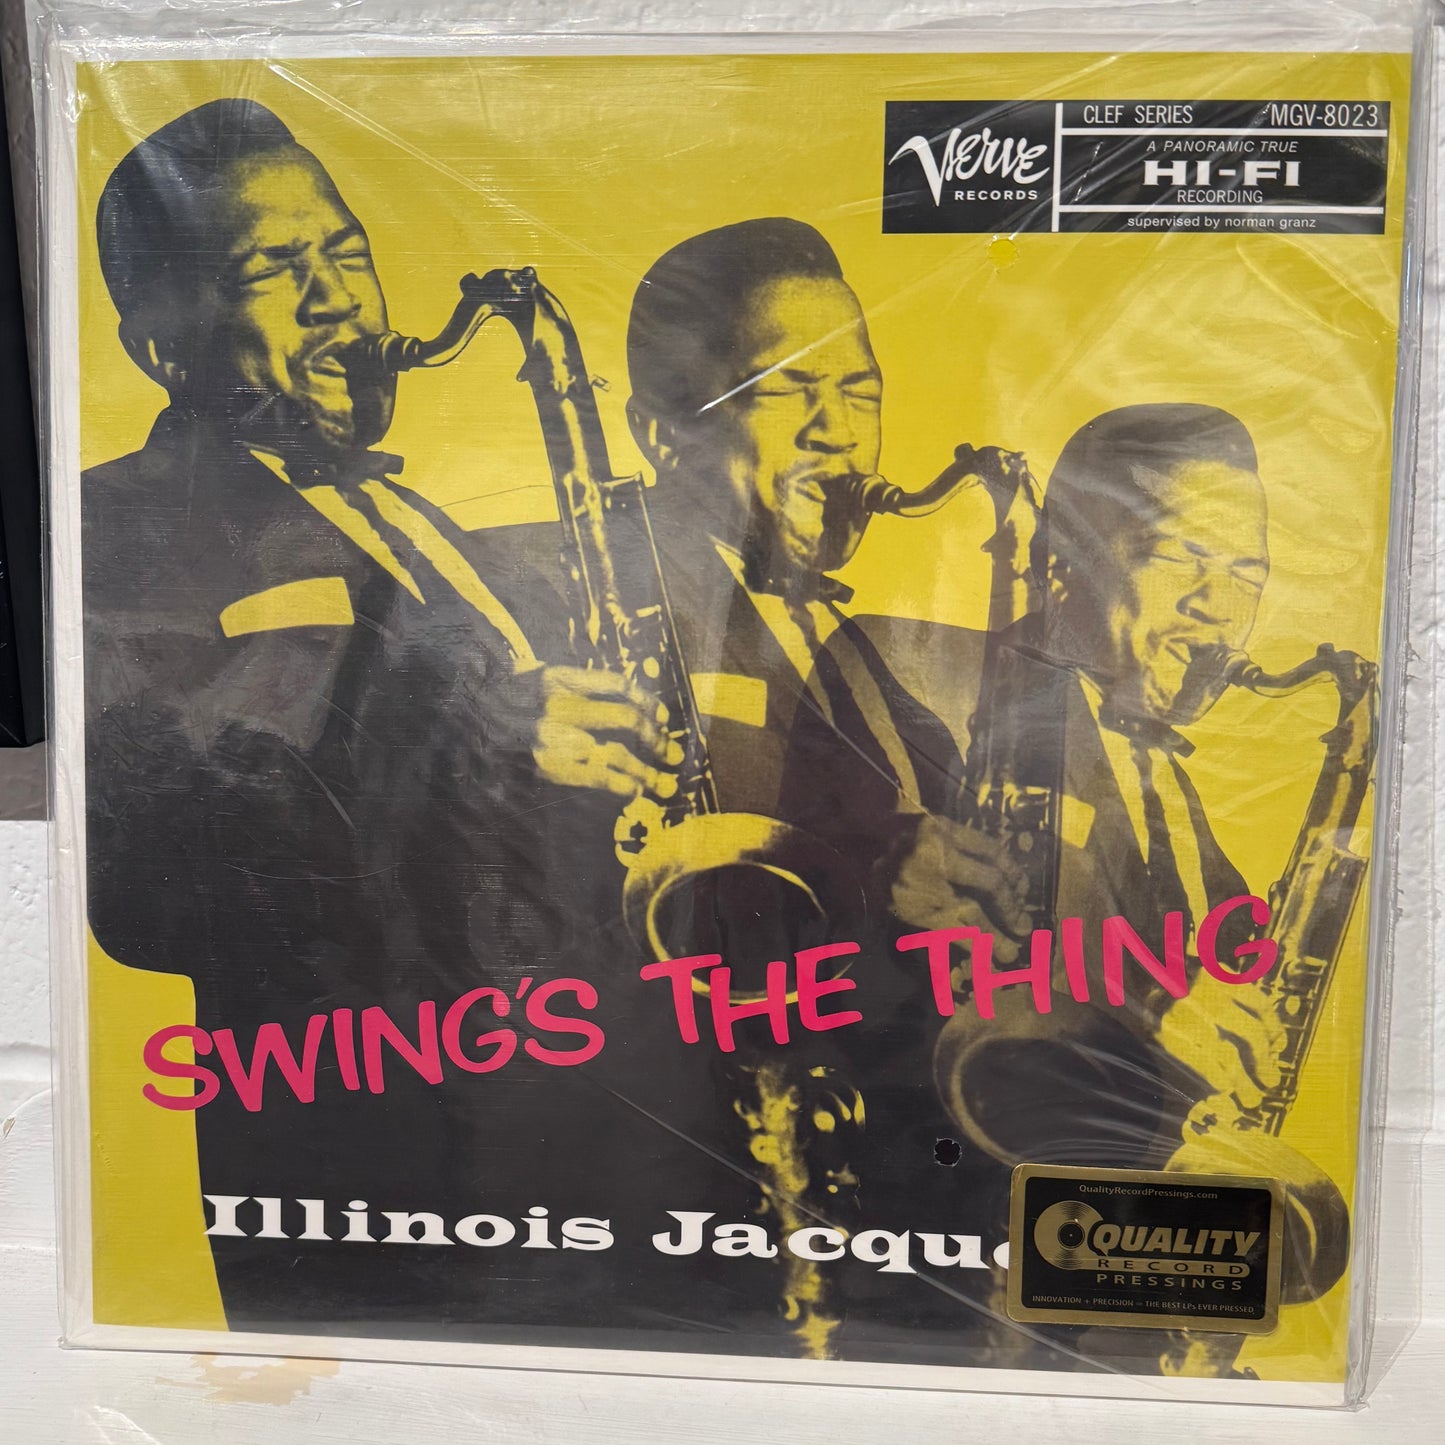 Verve
RECORDS
CLEF SERIES MGV-8023
A PANORAMIC TRUE
HI-FI
RECORDING
supervised by norman granz
SWING'S THE THING
Illinois Jacque
QualityRecordPressings.com
QUALITY
RECORD
PRESSINGS
INNOVATION + PRECISION = THE BEST LPs EVER PRESSED